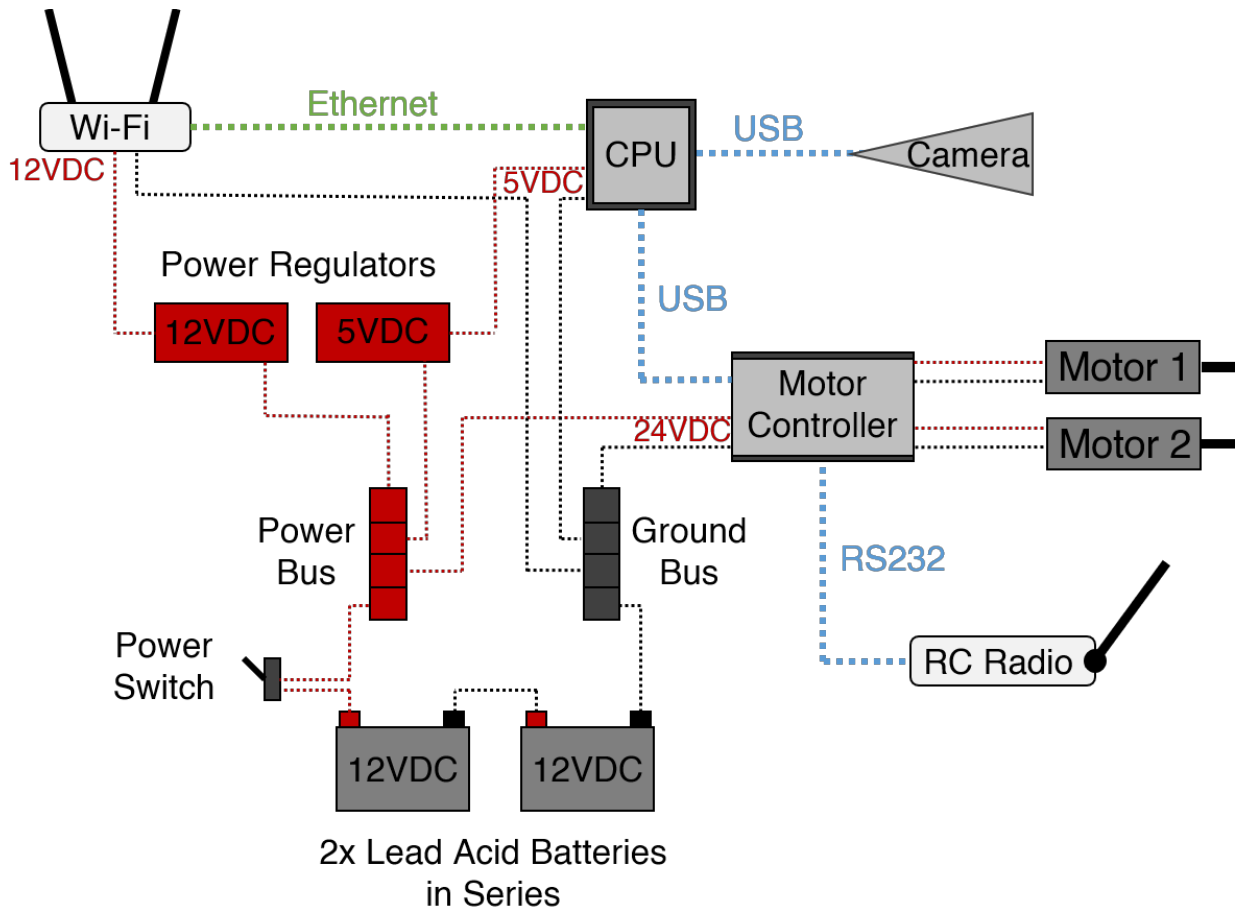 Wi-Fi
Ethernet
CPU
USB
Camera
12VDC
5VDC
Power Regulators
12VDC
5VDC
USB
Motor
Controller
24VDC
Motor 1
Motor 2
Power
Bus
Ground
Bus
RS232
RC Radio
Power
Switch
12VDC
12VDC
2x Lead Acid Batteries
in Series